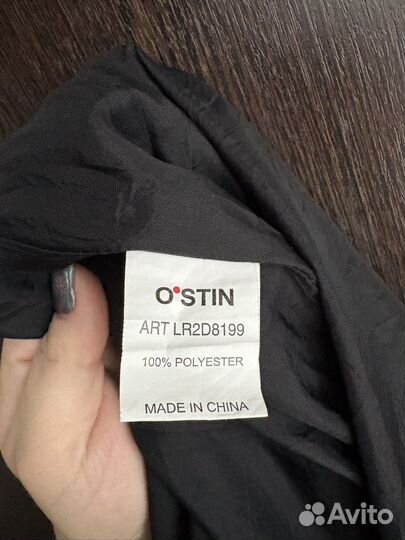 O'STIN
ART LR2D8199
100% POLYESTER
MADE IN CHINA
Avito